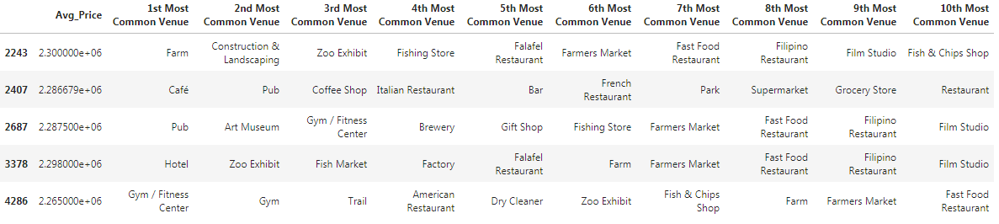 Avg_Price 1st Most Common Venue 2nd Most Common Venue 3rd Most Common Venue 4th Most Common Venue 5th Most Common Venue 6th Most Common Venue 7th Most Common Venue 8th Most Common Venue 9th Most Common Venue 10th Most Common Venue
2243 2.300000e+06 Farm Construction & Landscaping Zoo Exhibit Fishing Store Falafel Restaurant Farmers Market Fast Food Restaurant Filipino Restaurant Film Studio Fish & Chips Shop
2407 2.286679e+06 Café Pub Coffee Shop Italian Restaurant Bar French Restaurant Park Supermarket Grocery Store Restaurant
2687 2.287500e+06 Pub Art Museum Gym / Fitness Center Brewery Gift Shop Fishing Store Farmers Market Fast Food Restaurant Filipino Restaurant Film Studio
3378 2.298000e+06 Hotel Zoo Exhibit Fish Market Factory Falafel Restaurant Farm Farmers Market Fast Food Restaurant Filipino Restaurant Film Studio
4286 2.265000e+06 Gym / Fitness Center Gym Trail American Restaurant Dry Cleaner Zoo Exhibit Fish & Chips Shop Farm Farmers Market Fast Food Restaurant